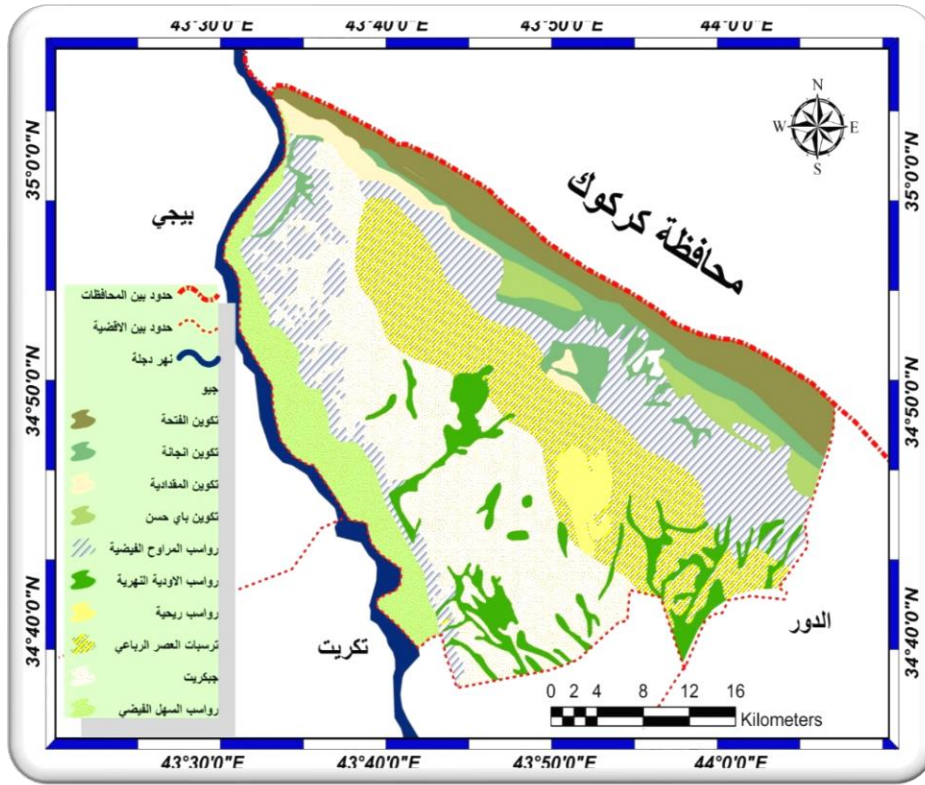 43°30'0"E 43°40'0"E 43°50'0"E 44°0'0"E
35°0'0"N 35°0'0"N
34°50'0"N 34°50'0"N
34°40'0"N 34°40'0"N
N
W E
S
محافظة كركوك
بيجي
حدود بين المحافظات
حدود بين الاقضية
نهر دجلة
جيو
تكوين الفتحة
تكوين انجانة
تكوين المقدادية
تكوين باي حسن
رواسب المراوح الفيضية
رواسب الاودية النهرية
رواسب ريحية
ترسبات العصر الرباعي
جبكريت
رواسب السهل الفيضي
تكريت
الدور
0 2 4 8 12 16
Kilometers
43°30'0"E 43°40'0"E 43°50'0"E 44°0'0"E